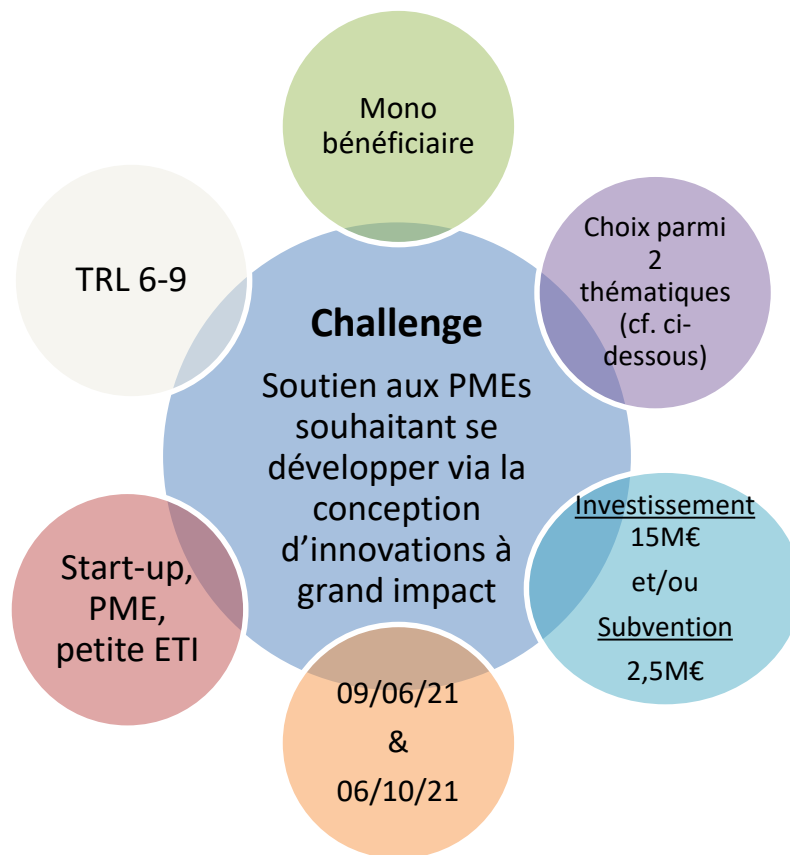 Mono
bénéficiaire
Choix parmi
2
thématiques
(cf. ci-
dessous)
TRL 6-9
Challenge
Soutien aux PMEs
souhaitant se
développer via la
conception
d'innovations à
grand impact
Investissement
15M€
et/ou
Subvention
2,5M€
Start-up,
PME,
petite ETI
09/06/21
&
06/10/21